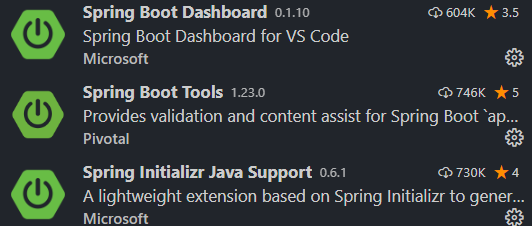 Spring Boot Dashboard 0.1.10 604K 3.5
Spring Boot Dashboard for VS Code
Microsoft
Spring Boot Tools 1.23.0 746K 5
Provides validation and content assist for Spring Boot `ap...
Pivotal
Spring Initializr Java Support 0.6.1 730K 4
A lightweight extension based on Spring Initializr to gener...
Microsoft